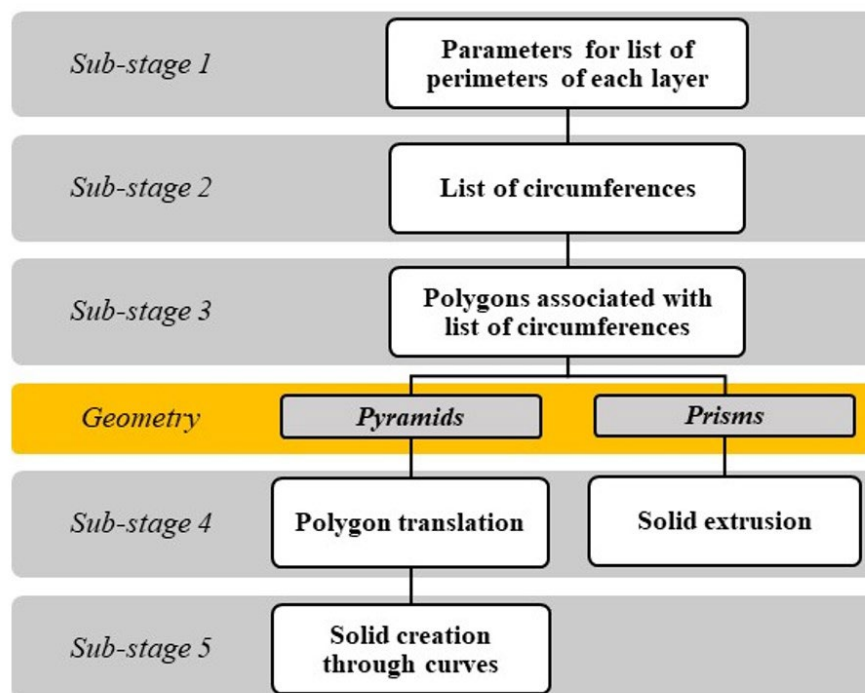 Sub-stage 1
Parameters for list of
perimeters of each layer
Sub-stage 2
List of circumferences
Sub-stage 3
Polygons associated with
list of circumferences
Geometry
Pyramids
Prisms
Sub-stage 4
Polygon translation
Solid extrusion
Sub-stage 5
Solid creation
through curves